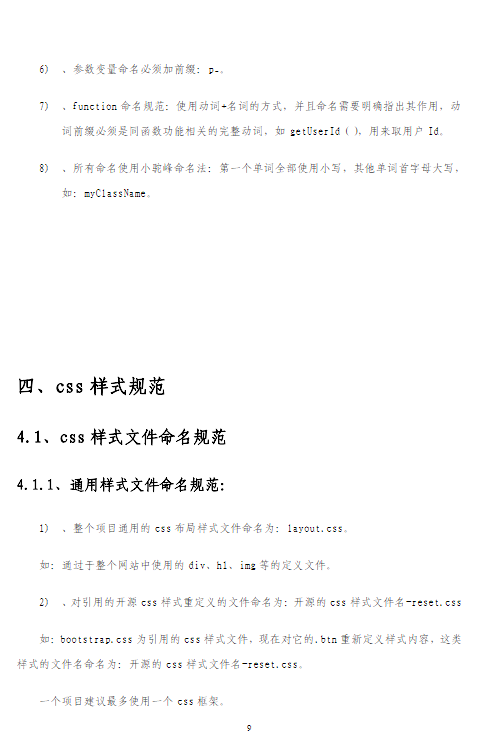 6) 、参数变量命名必须加前缀：p-。
7) 、function 命名规范：使用动词+名词的方式，并且命名需要明确指出其作用，动
词前缀必须是同函数功能相关的完整动词，如 getUserId ( )，用来取用户 Id。
8) 、所有命名使用小驼峰命名法：第一个单词全部使用小写，其他单词首字母大写，
如：myClassName。
四、css 样式规范
4.1、css 样式文件命名规范
4.1.1、通用样式文件命名规范：
1) 、整个项目通用的 css 布局样式文件命名为：layout.css。
如：通过于整个网站中使用的 div、h1、img 等的定义文件。
2) 、对引用的开源 css 样式重定义的文件命名为：开源的 css 样式文件名-reset.css
如：bootstrap.css 为引用的 css 样式文件，现在对它的.btn 重新定义样式内容，这类
样式的文件名命名为：开源的 css 样式文件名-reset.css。
一个项目建议最多使用一个 css 框架。
9